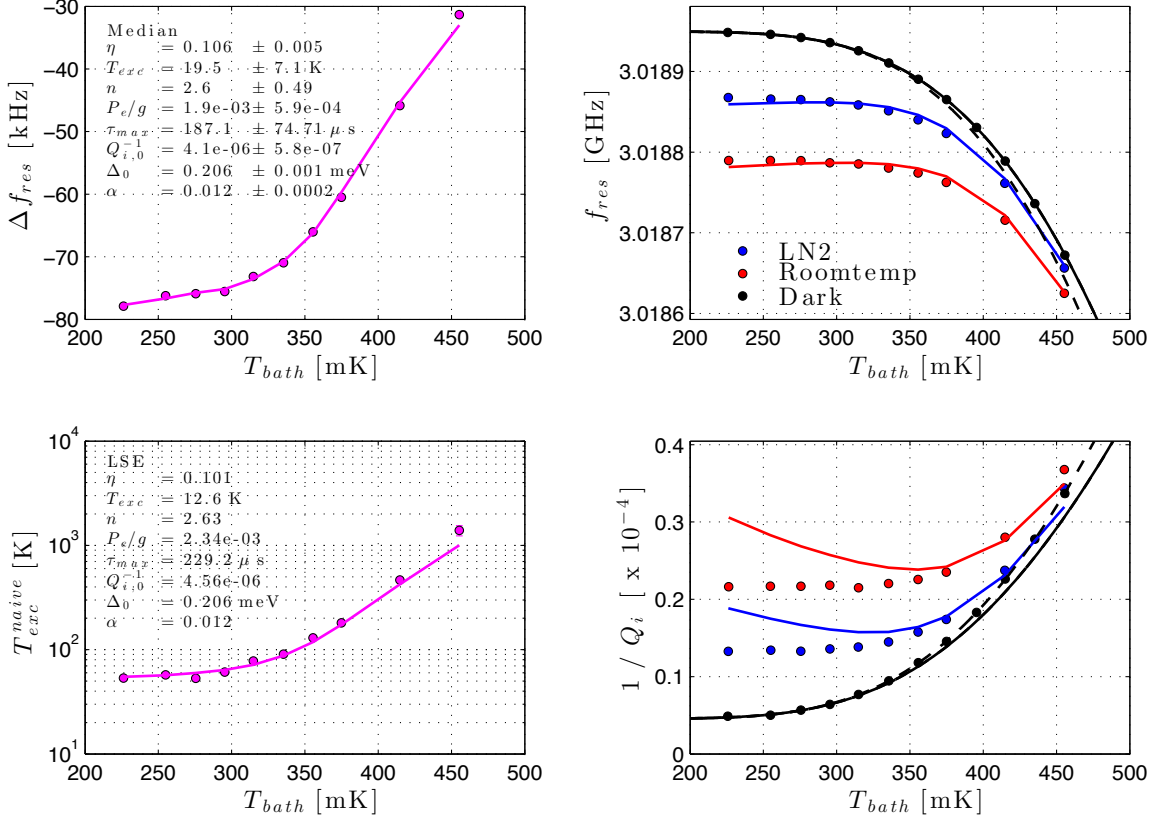 −30
−40
−50
−60
−70
−80
200 250 300 350 400 450 500
T_bath [mK]
Δ f_res [kHz]
Median
η = 0.106 ± 0.005
T_exc = 19.5 ± 7.1 K
n = 2.6 ± 0.49
P_e/g = 1.9e-03 ± 5.9e-04
τ_max = 187.1 ± 74.71 μ s
Q_i,0^−1 = 4.1e-06 ± 5.8e-07
Δ_0 = 0.206 ± 0.001 meV
α = 0.012 ± 0.0002
3.0189
3.0188
3.0187
3.0186
200 250 300 350 400 450 500
T_bath [mK]
f_res [GHz]
LN2
Roomtemp
Dark
10^4
10^3
10^2
10^1
200 250 300 350 400 450 500
T_bath [mK]
T_exc^naive [K]
LSE
η = 0.101
T_exc = 12.6 K
n = 2.63
P_e/g = 2.34e-03
τ_max = 229.2 μ s
Q_i,0^−1 = 4.56e-06
Δ_0 = 0.206 meV
α = 0.012
0.4
0.3
0.2
0.1
0
200 250 300 350 400 450 500
T_bath [mK]
1 / Q_i [ x 10^−4 ]